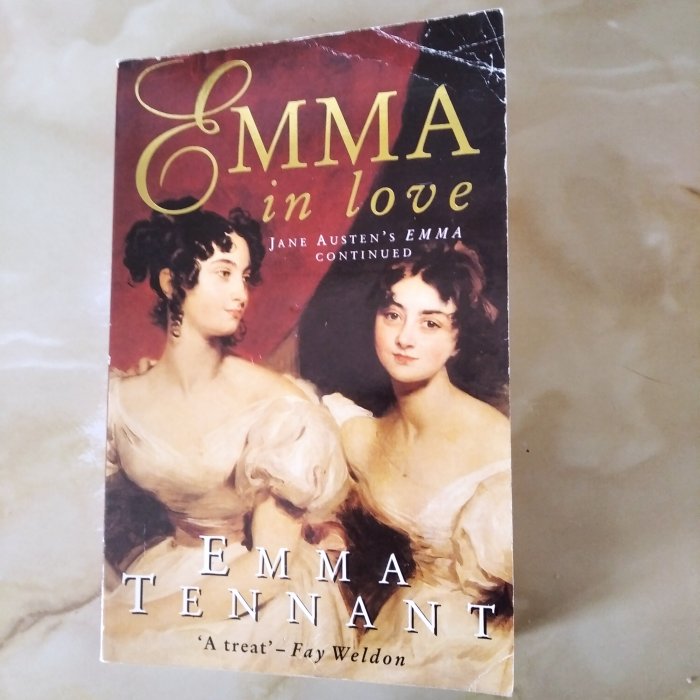 EMMA
in love
JANE AUSTEN'S EMMA
CONTINUED
EMMA
TENNANT
'A treat' – Fay Weldon